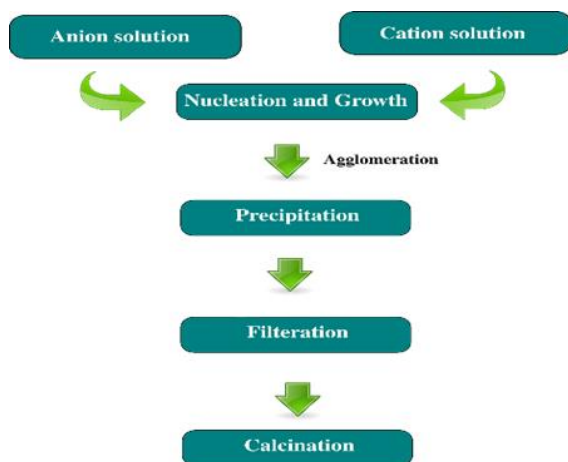 Anion solution
Cation solution
Nucleation and Growth
Agglomeration
Precipitation
Filteration
Calcination